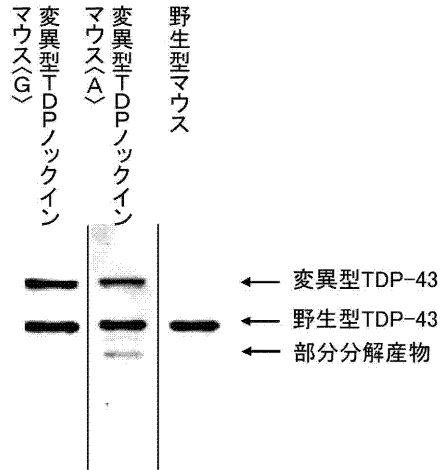 変異型TDPノックイン
マウス〈G〉
変異型TDPノックイン
マウス〈A〉
野生型マウス
変異型TDP-43
野生型TDP-43
部分分解産物